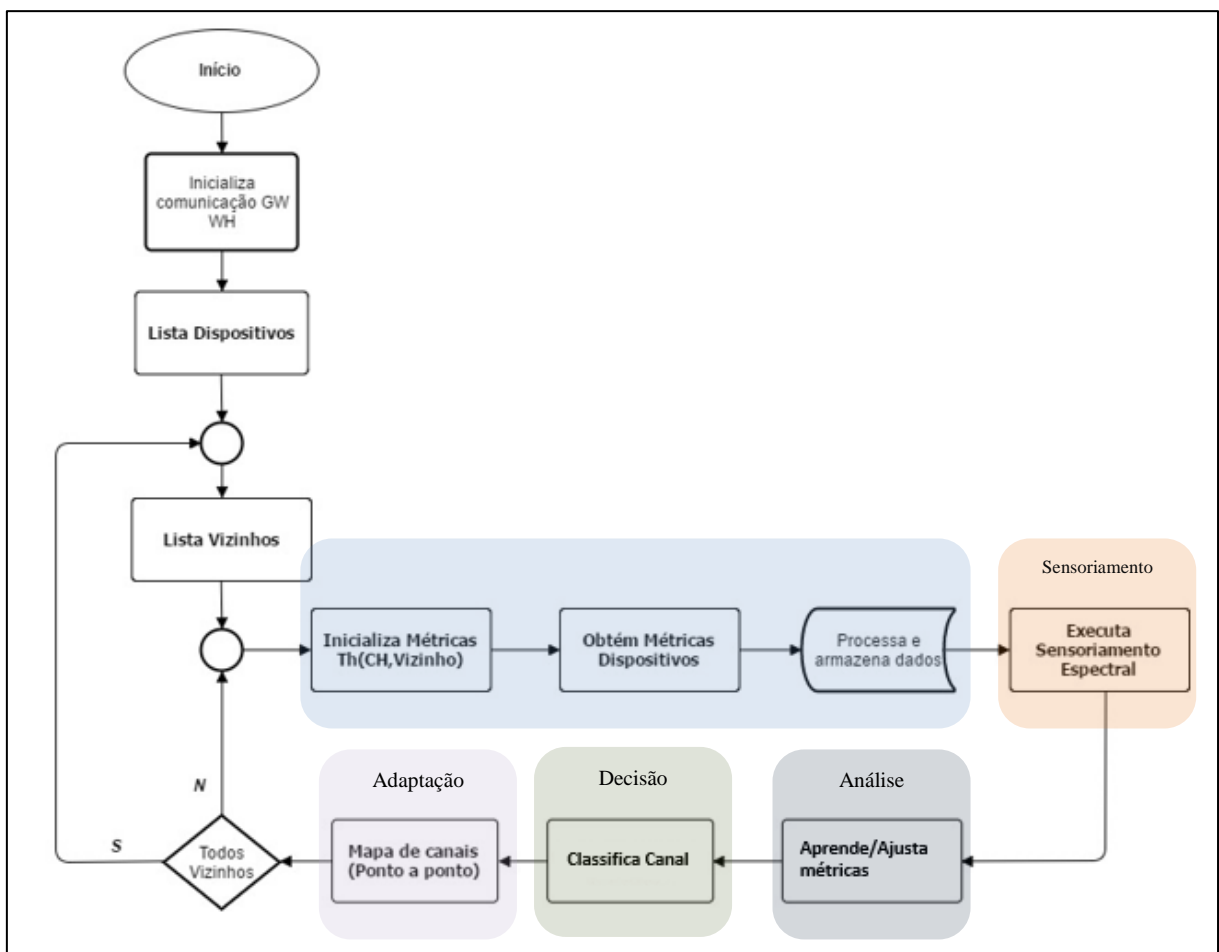 Início
Inicializa
comunicação GW
WH
Lista Dispositivos
Lista Vizinhos
Inicializa Métricas
Th(CH,Vizinho)
Obtém Métricas
Dispositivos
Processa e
armazena dados
Sensoriamento
Executa
Sensoriamento
Espectral
Adaptação
Mapa de canais
(Ponto a ponto)
Decisão
Classifica Canal
Análise
Aprende/Ajusta
métricas
N
S
Todos
Vizinhos